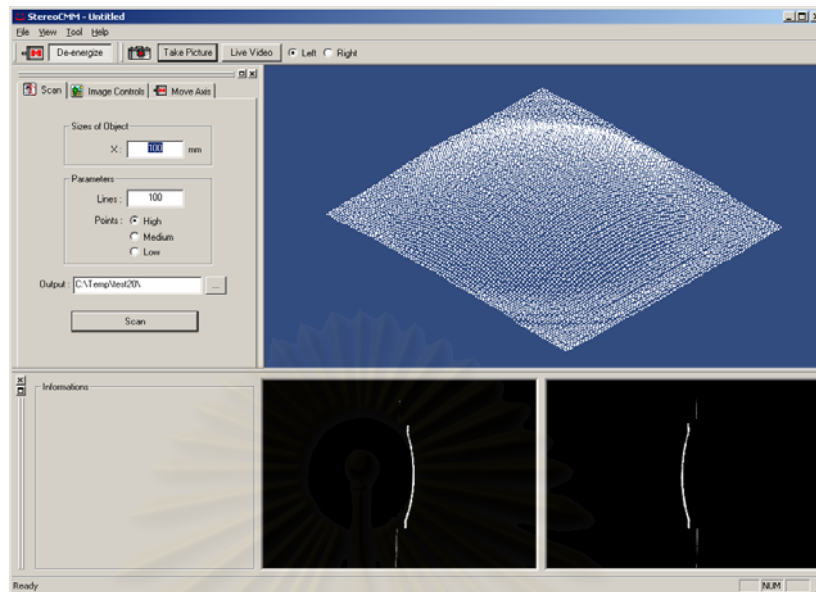 StereoCMM - Untitled
File View Tool Help
De-energize Take Picture Live Video Left Right
Scan Image Controls Move Axis
Sizes of Object
X : 100 mm
Parameters
Lines : 100
Points : High
Medium
Low
Output : C:\Temp\test20\ ...
Scan
Informations
Ready NUM